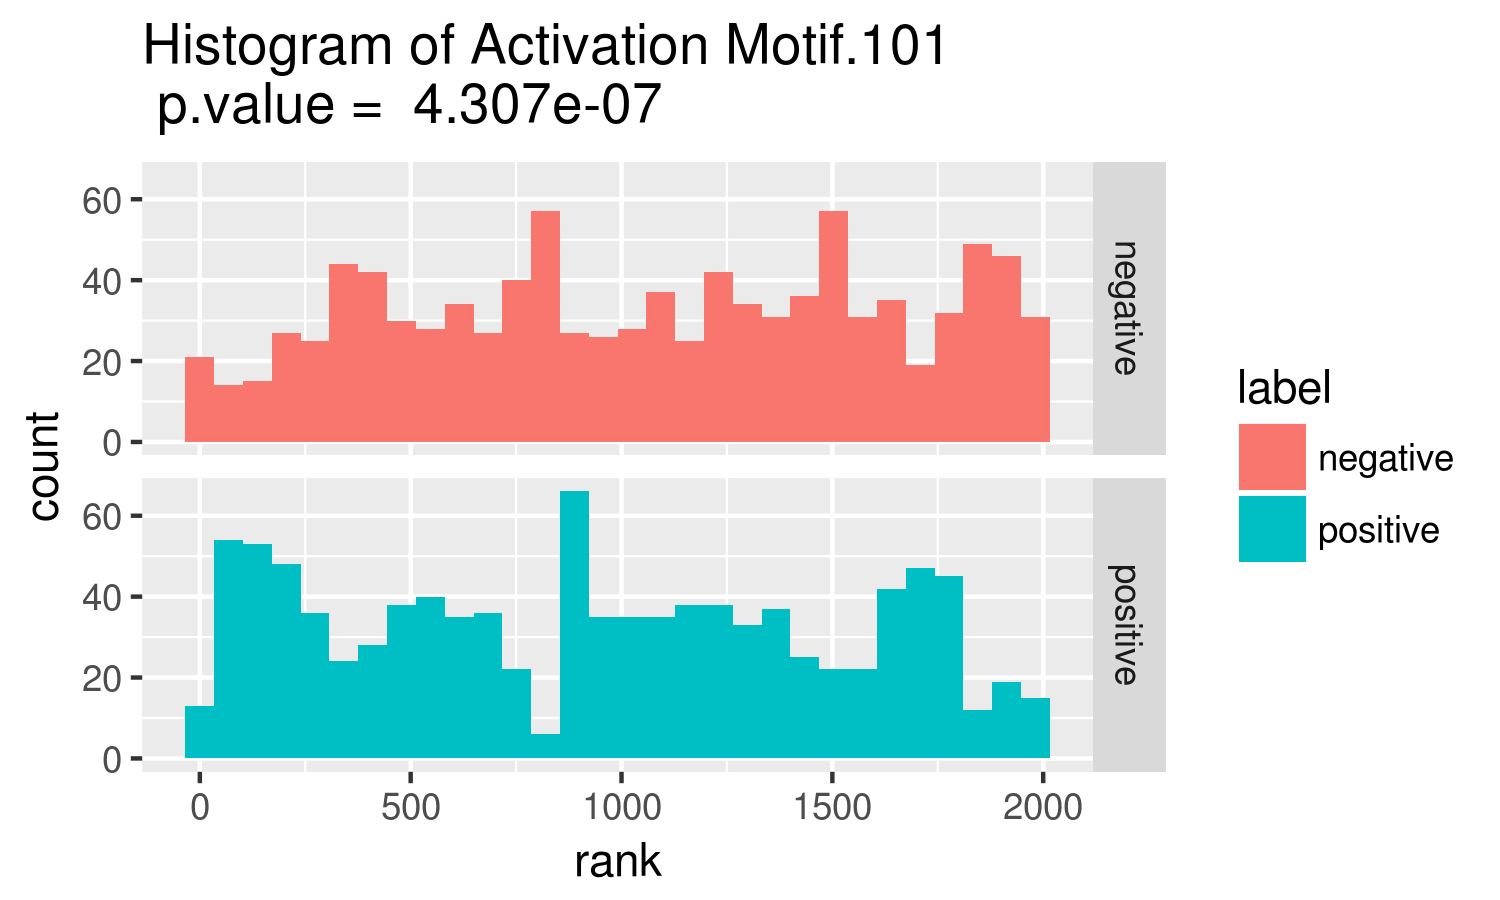 Histogram of Activation Motif.101
p.value = 4.307e-07
60
40
20
0
negative
60
40
20
0
positive
count
0 500 1000 1500 2000
rank
label
negative
positive